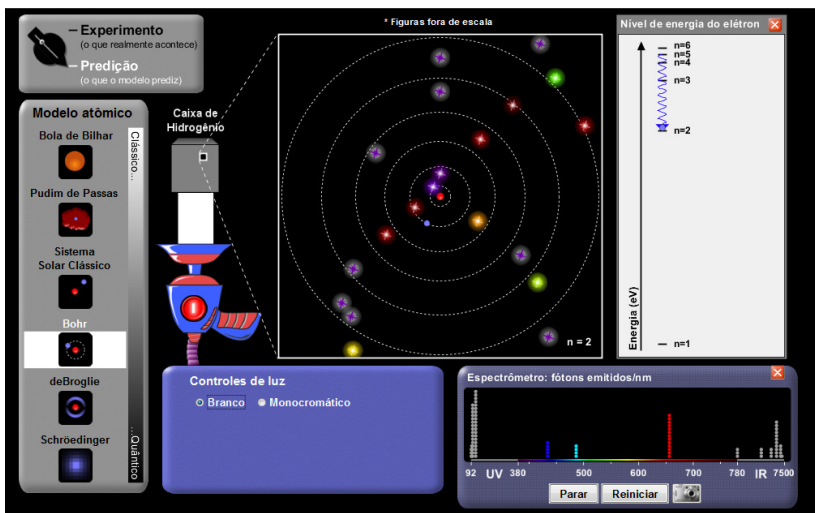 Experimento
(o que realmente acontece)
Predição
(o que o modelo prediz)
Modelo atômico
Bola de Bilhar
Pudim de Passas
Sistema
Solar Clássico
Bohr
deBroglie
Schröedinger
Clássico...
...Quântico
Caixa de
Hidrogênio
* Figuras fora de escala
n = 2
Nível de energia do elétron
n=6
n=5
n=4
n=3
n=2
n=1
Energia (eV)
Controles de luz
Branco
Monocromático
Espectrômetro: fótons emitidos/nm
92 UV 380 500 600 700 780 IR 7500
Parar Reiniciar